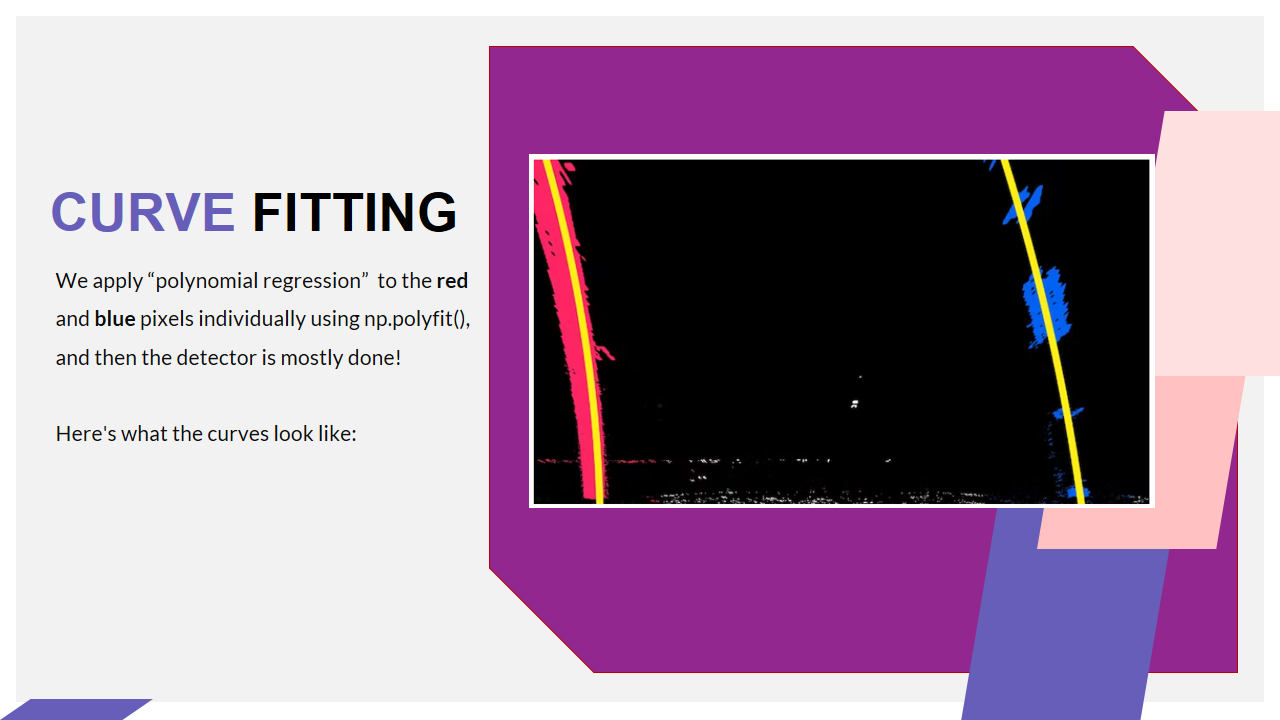 CURVE FITTING
We apply “polynomial regression”  to the red
and blue pixels individually using np.polyfit(),
and then the detector is mostly done!
Here's what the curves look like: